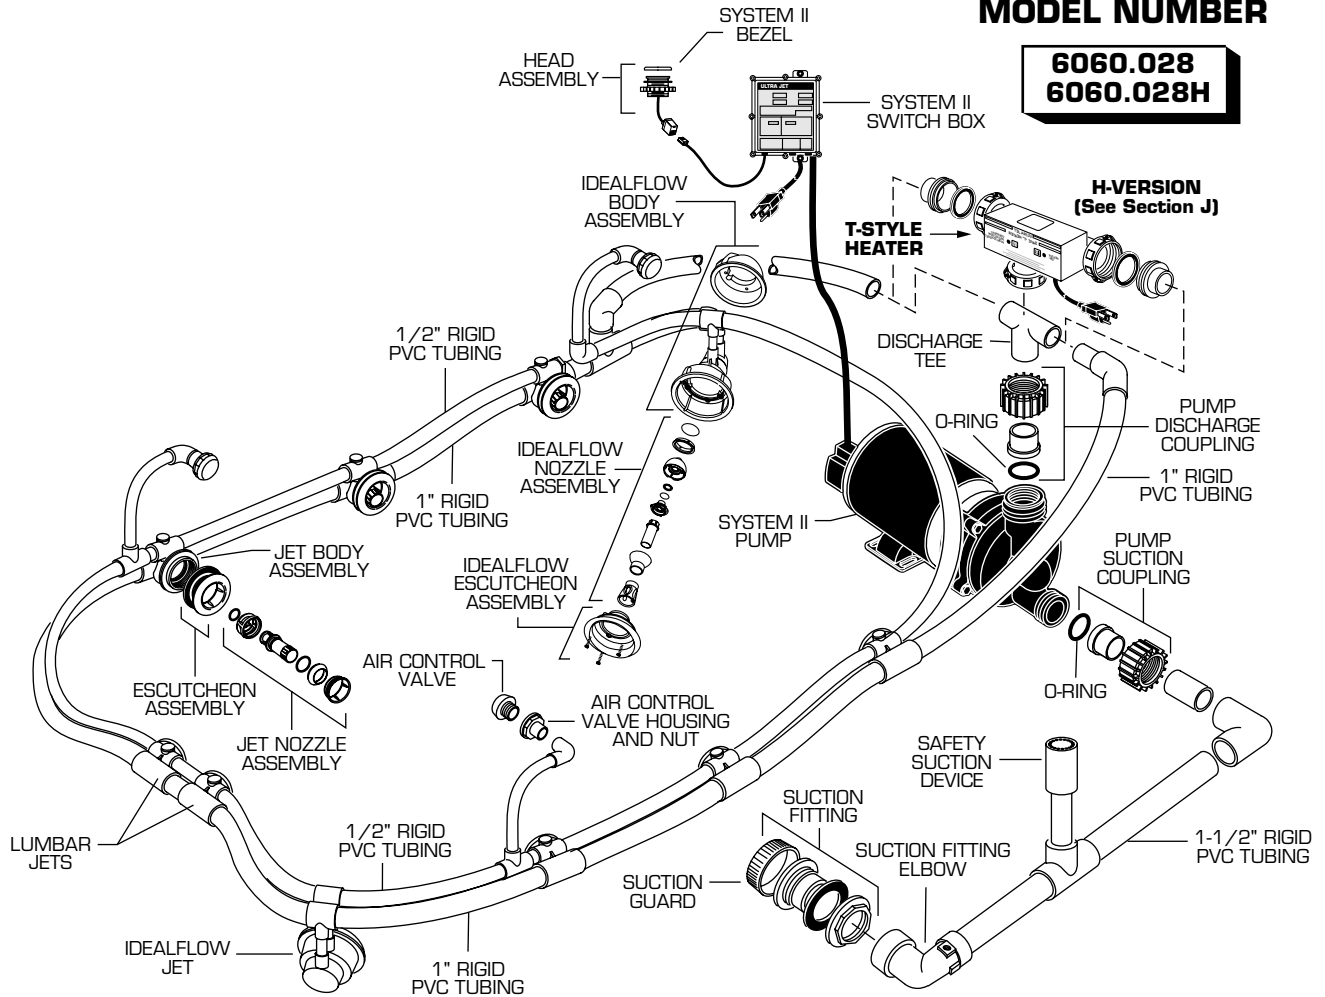 MODEL NUMBER
6060.028
6060.028H
SYSTEM II
BEZEL
HEAD
ASSEMBLY
ULTRA JET
SYSTEM II
SWITCH BOX
IDEALFLOW
BODY
ASSEMBLY
H-VERSION
(See Section J)
T-STYLE
HEATER
1/2" RIGID
PVC TUBING
DISCHARGE
TEE
O-RING
PUMP
DISCHARGE
COUPLING
IDEALFLOW
NOZZLE
ASSEMBLY
1" RIGID
PVC TUBING
1" RIGID
PVC TUBING
SYSTEM II
PUMP
PUMP
SUCTION
COUPLING
JET BODY
ASSEMBLY
IDEALFLOW
ESCUTCHEON
ASSEMBLY
AIR CONTROL
VALVE
O-RING
ESCUTCHEON
ASSEMBLY
AIR CONTROL
VALVE HOUSING
AND NUT
JET NOZZLE
ASSEMBLY
SAFETY
SUCTION
DEVICE
SUCTION
FITTING
LUMBAR
JETS
1/2" RIGID
PVC TUBING
SUCTION FITTING
ELBOW
1-1/2" RIGID
PVC TUBING
SUCTION
GUARD
IDEALFLOW
JET
1" RIGID
PVC TUBING